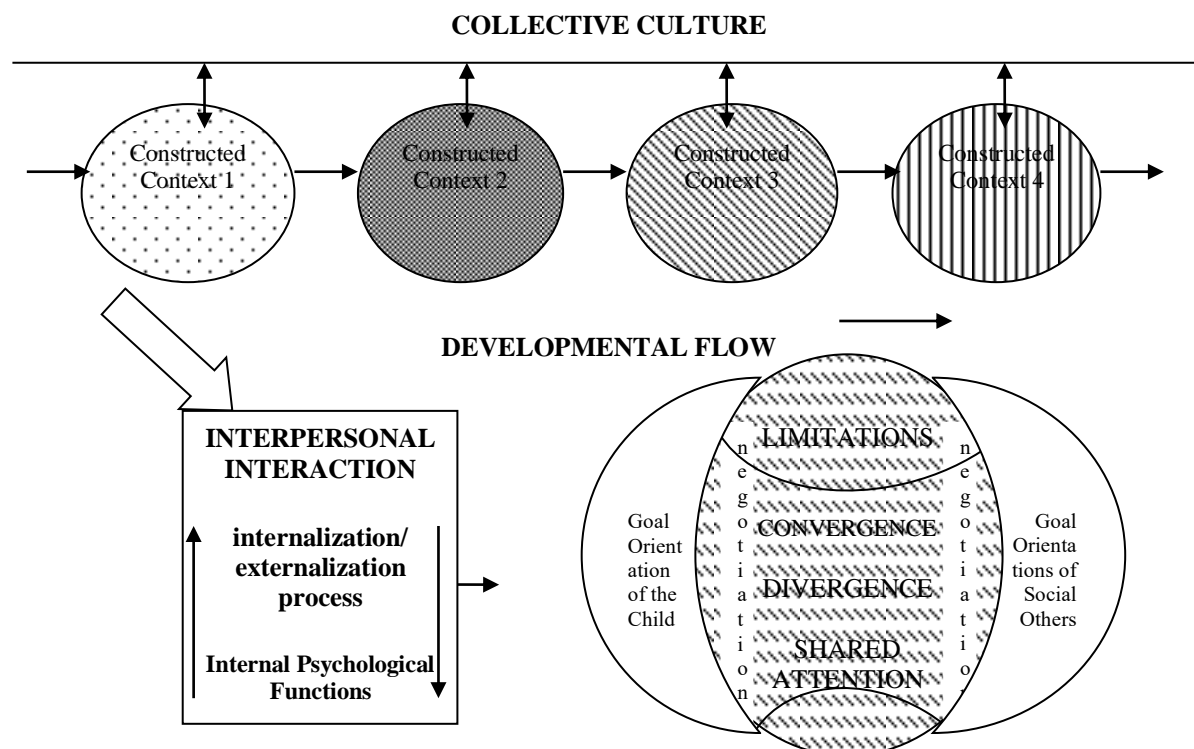 COLLECTIVE CULTURE
Constructed
Context 1
Constructed
Context 2
Constructed
Context 3
Constructed
Context 4
DEVELOPMENTAL FLOW
INTERPERSONAL
INTERACTION
internalization/
externalization
process
Internal Psychological
Functions
Goal
Orient
ation
of the
Child
negotiation
LIMITATIONS
CONVERGENCE
DIVERGENCE
SHARED
ATTENTION
negotiation
Goal
Orienta
tions of
Social
Others